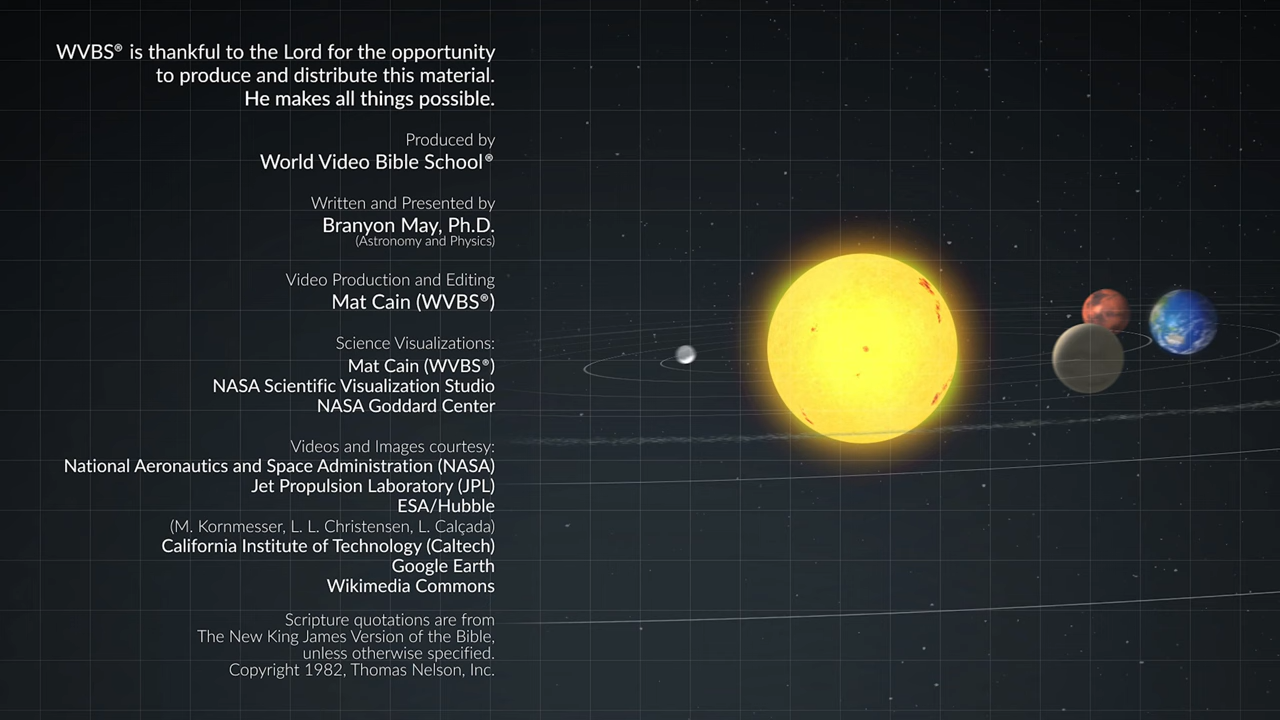 WVBS® is thankful to the Lord for the opportunity
to produce and distribute this material.
He makes all things possible.
Produced by
World Video Bible School®
Written and Presented by
Branyon May, Ph.D.
(Astronomy and Physics)
Video Production and Editing
Mat Cain (WVBS®)
Science Visualizations:
Mat Cain (WVBS®)
NASA Scientific Visualization Studio
NASA Goddard Center
Videos and Images courtesy:
National Aeronautics and Space Administration (NASA)
Jet Propulsion Laboratory (JPL)
ESA/Hubble
(M. Kornmesser, L. L. Christensen, L. Calçada)
California Institute of Technology (Caltech)
Google Earth
Wikimedia Commons
Scripture quotations are from
The New King James Version of the Bible,
unless otherwise specified.
Copyright 1982, Thomas Nelson, Inc.